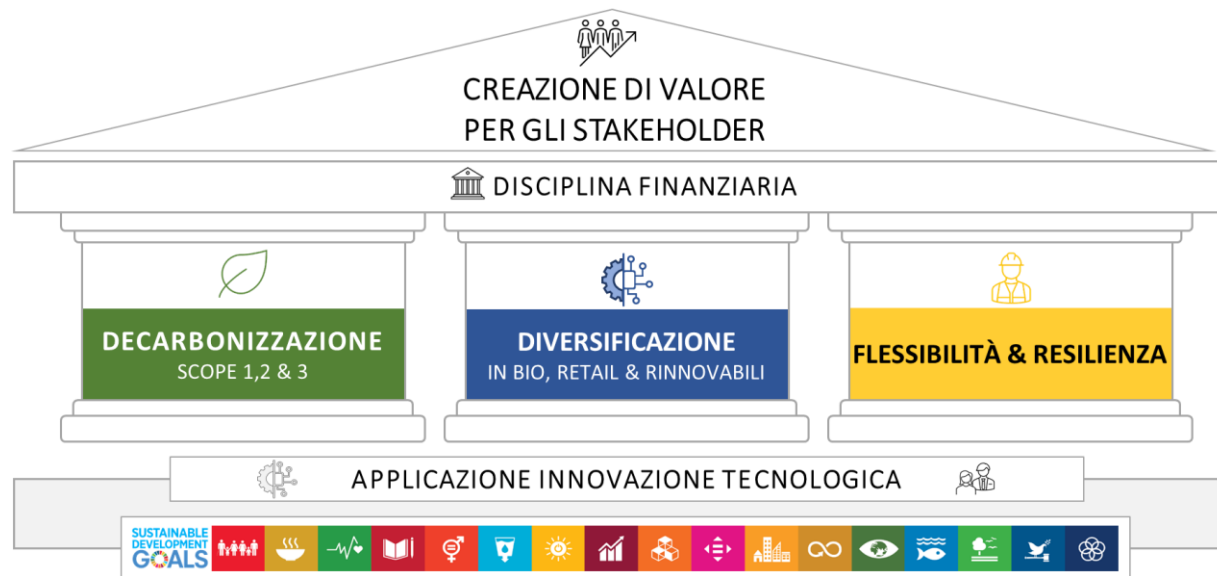 CREAZIONE DI VALORE
PER GLI STAKEHOLDER
DISCIPLINA FINANZIARIA
DECARBONIZZAZIONE
SCOPE 1,2 & 3
DIVERSIFICAZIONE
IN BIO, RETAIL & RINNOVABILI
FLESSIBILITÀ & RESILIENZA
APPLICAZIONE INNOVAZIONE TECNOLOGICA
SUSTAINABLE
DEVELOPMENT
GOALS